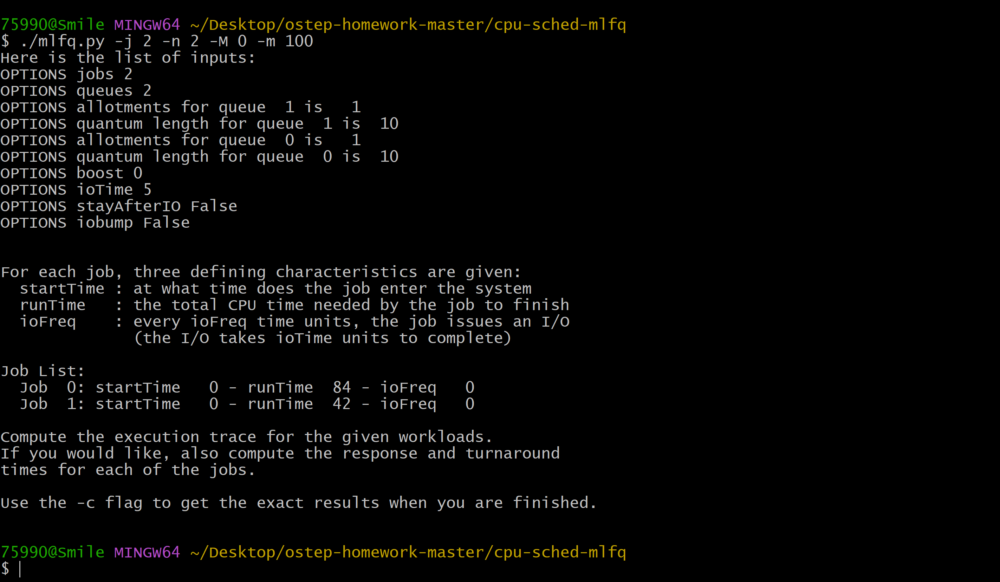 75990@Smile MINGW64 ~/Desktop/ostep-homework-master/cpu-sched-mlfq
$ ./mlfq.py -j 2 -n 2 -M 0 -m 100
Here is the list of inputs:
OPTIONS jobs 2
OPTIONS queues 2
OPTIONS allotments for queue  1 is   1
OPTIONS quantum length for queue  1 is  10
OPTIONS allotments for queue  0 is   1
OPTIONS quantum length for queue  0 is  10
OPTIONS boost 0
OPTIONS ioTime 5
OPTIONS stayAfterIO False
OPTIONS iobump False
For each job, three defining characteristics are given:
  startTime : at what time does the job enter the system
  runTime   : the total CPU time needed by the job to finish
  ioFreq    : every ioFreq time units, the job issues an I/O
              (the I/O takes ioTime units to complete)
Job List:
  Job  0: startTime   0 - runTime  84 - ioFreq   0
  Job  1: startTime   0 - runTime  42 - ioFreq   0
Compute the execution trace for the given workloads.
If you would like, also compute the response and turnaround
times for each of the jobs.
Use the -c flag to get the exact results when you are finished.
75990@Smile MINGW64 ~/Desktop/ostep-homework-master/cpu-sched-mlfq
$